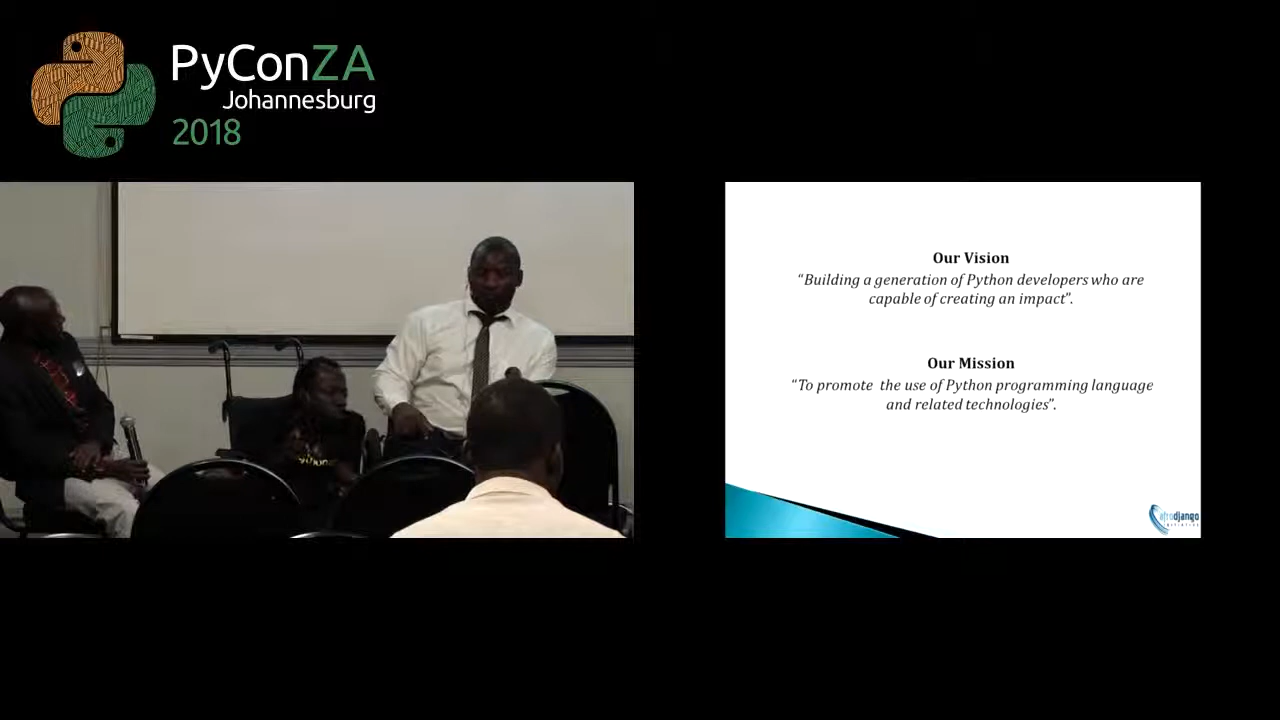 PyConZA
Johannesburg
2018
Our Vision
“Building a generation of Python developers who are
capable of creating an impact”.
Our Mission
“To promote the use of Python programming language
and related technologies”.
afrodjango